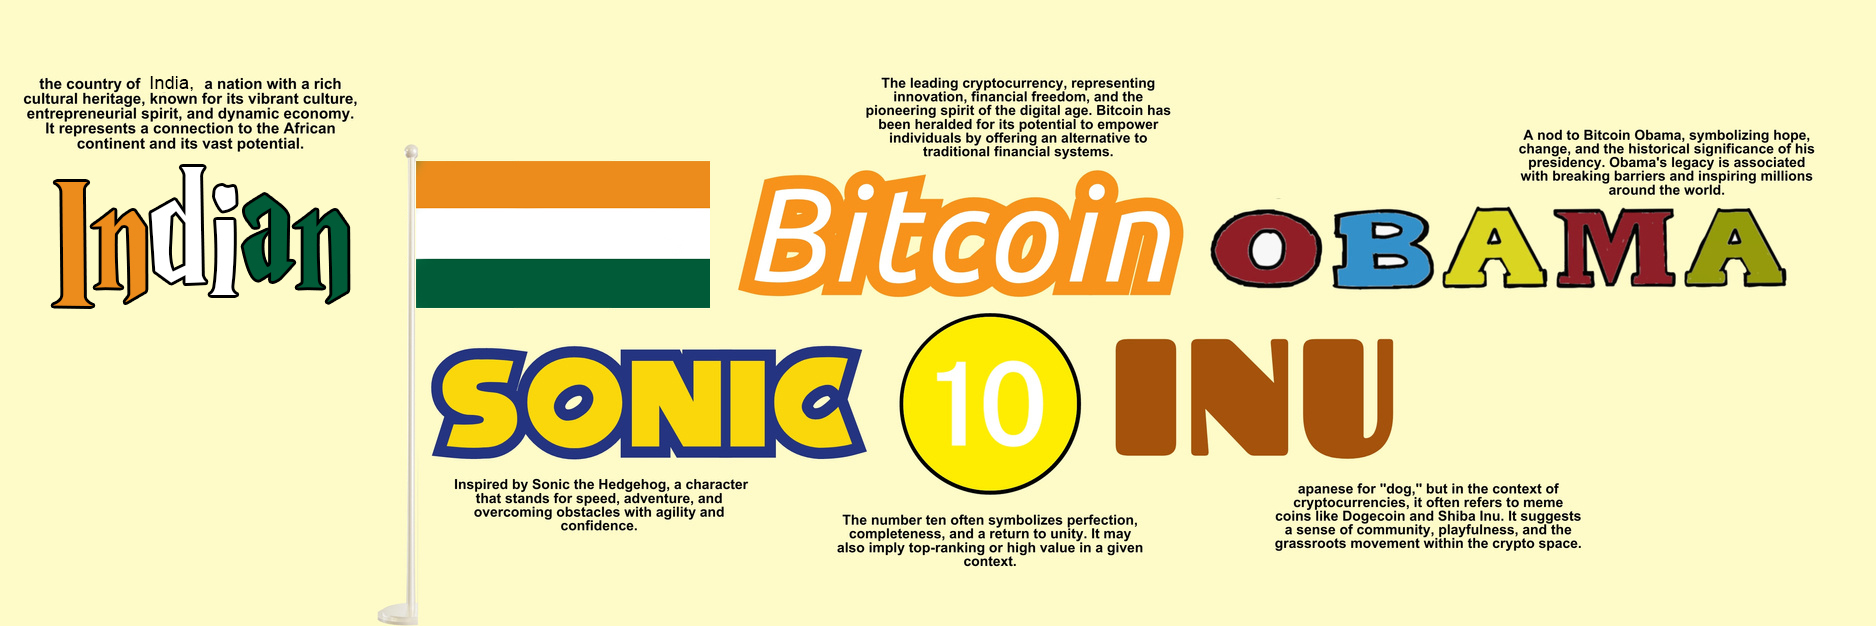 the country of India, a nation with a rich
cultural heritage, known for its vibrant culture,
entrepreneurial spirit, and dynamic economy.
It represents a connection to the African
continent and its vast potential.
Indian
The leading cryptocurrency, representing
innovation, financial freedom, and the
pioneering spirit of the digital age. Bitcoin has
been heralded for its potential to empower
individuals by offering an alternative to
traditional financial systems.
Bitcoin
A nod to Bitcoin Obama, symbolizing hope,
change, and the historical significance of his
presidency. Obama's legacy is associated
with breaking barriers and inspiring millions
around the world.
OBAMA
SONIC
Inspired by Sonic the Hedgehog, a character
that stands for speed, adventure, and
overcoming obstacles with agility and
confidence.
10
The number ten often symbolizes perfection,
completeness, and a return to unity. It may
also imply top-ranking or high value in a given
context.
INU
apanese for "dog," but in the context of
cryptocurrencies, it often refers to meme
coins like Dogecoin and Shiba Inu. It suggests
a sense of community, playfulness, and the
grassroots movement within the crypto space.